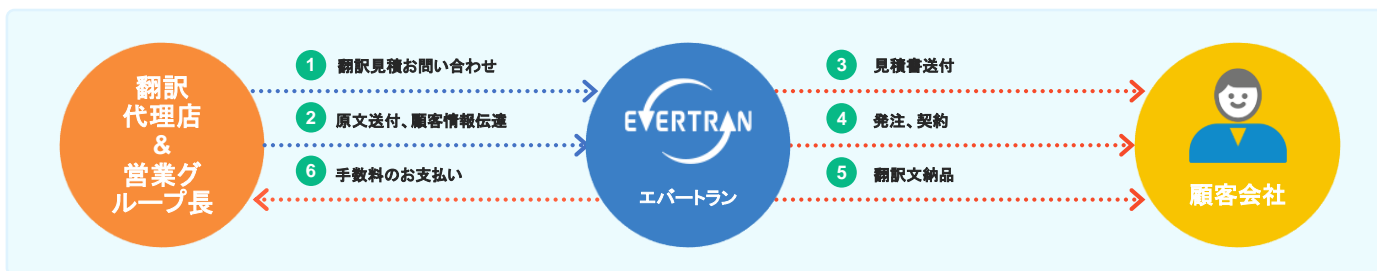 翻訳
代理店
&
営業グ
ループ長
1 翻訳見積お問い合わせ
2 原文送付、顧客情報伝達
6 手数料のお支払い
EVERTRAN
エバートラン
3 見積書送付
4 発注、契約
5 翻訳文納品
顧客会社